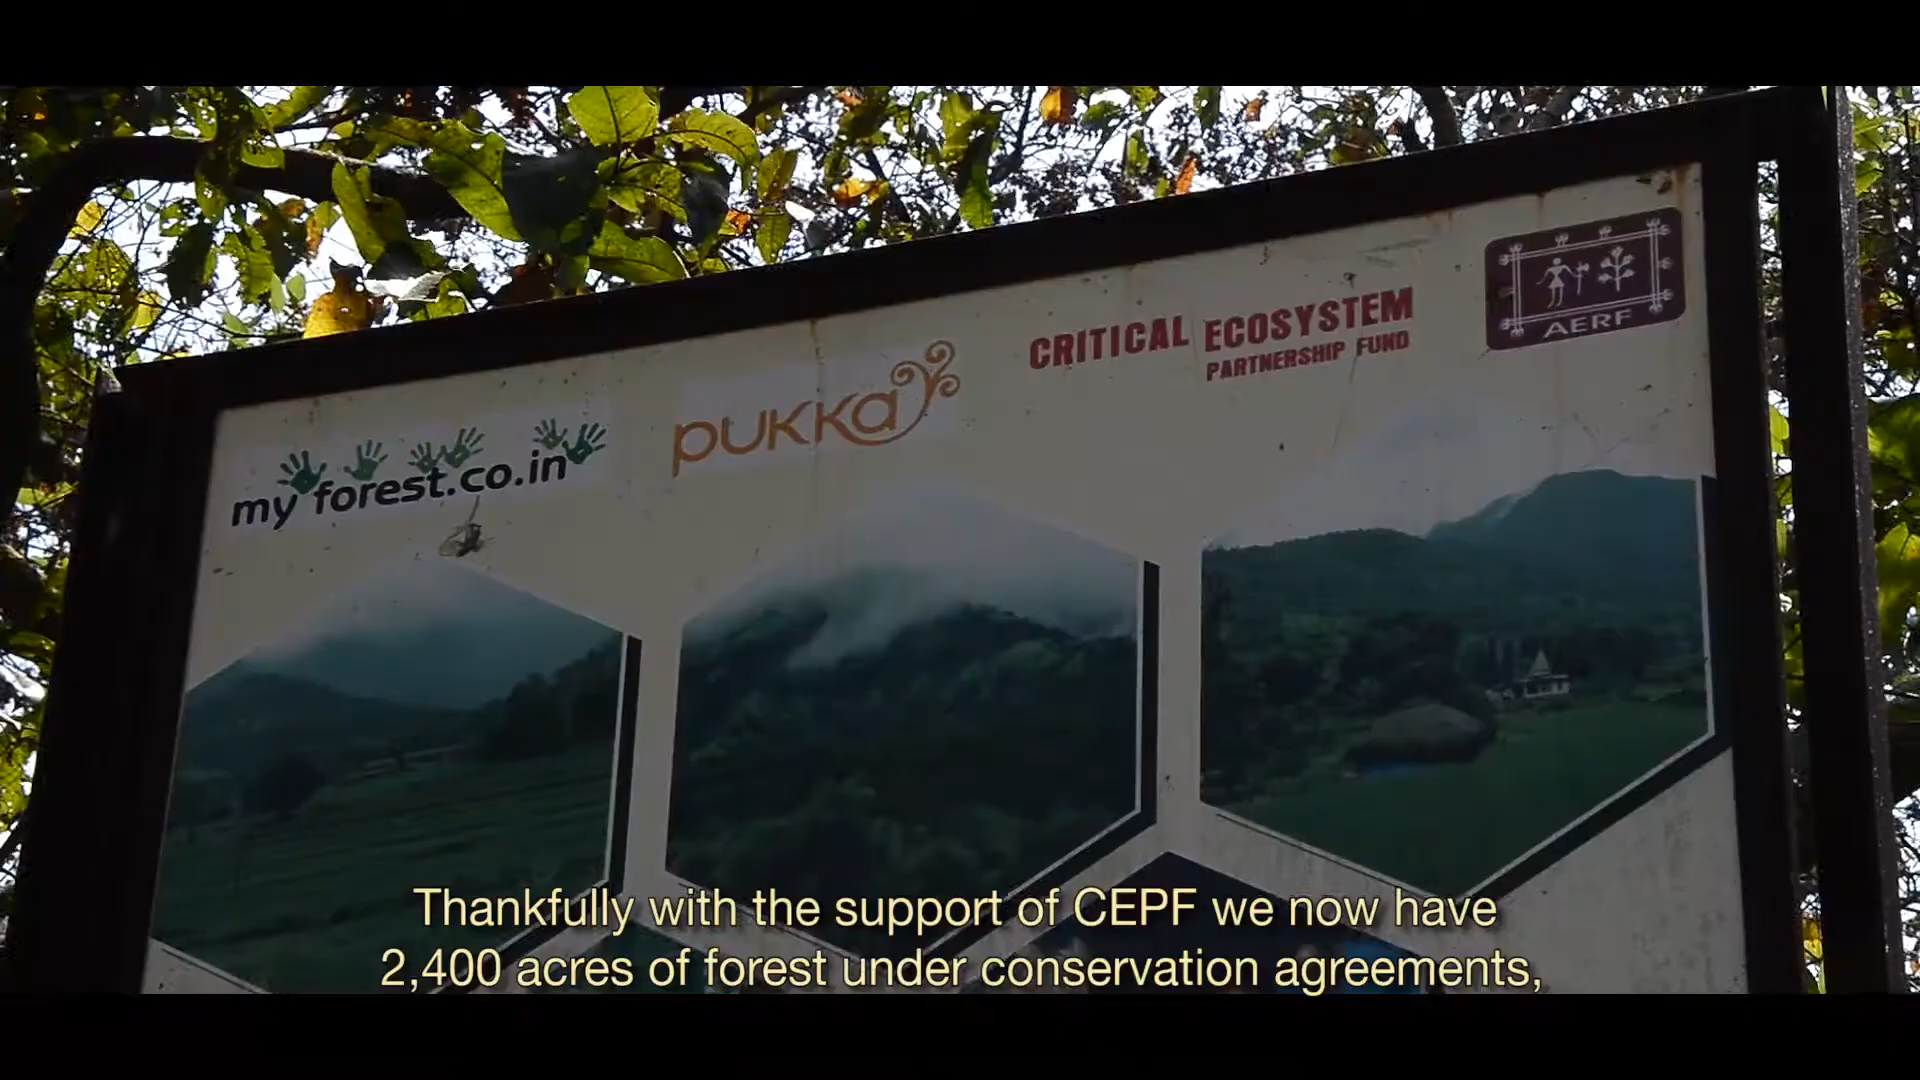 my forest.co.in
PUKKA
CRITICAL ECOSYSTEM
PARTNERSHIP FUND
AERF
Thankfully with the support of CEPF we now have
2,400 acres of forest under conservation agreements,